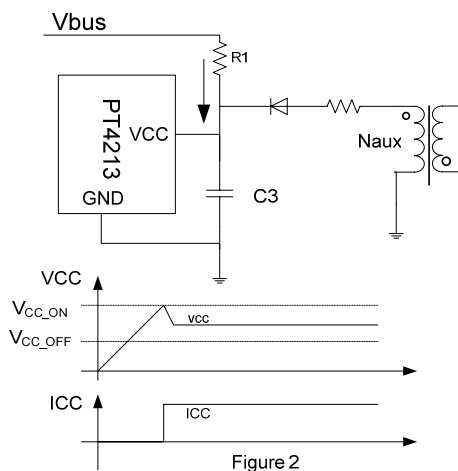 Vbus
R1
PT4213
VCC
GND
Naux
C3
VCC
VCC_ON
VCC_OFF
vcc
ICC
ICC
Figure 2